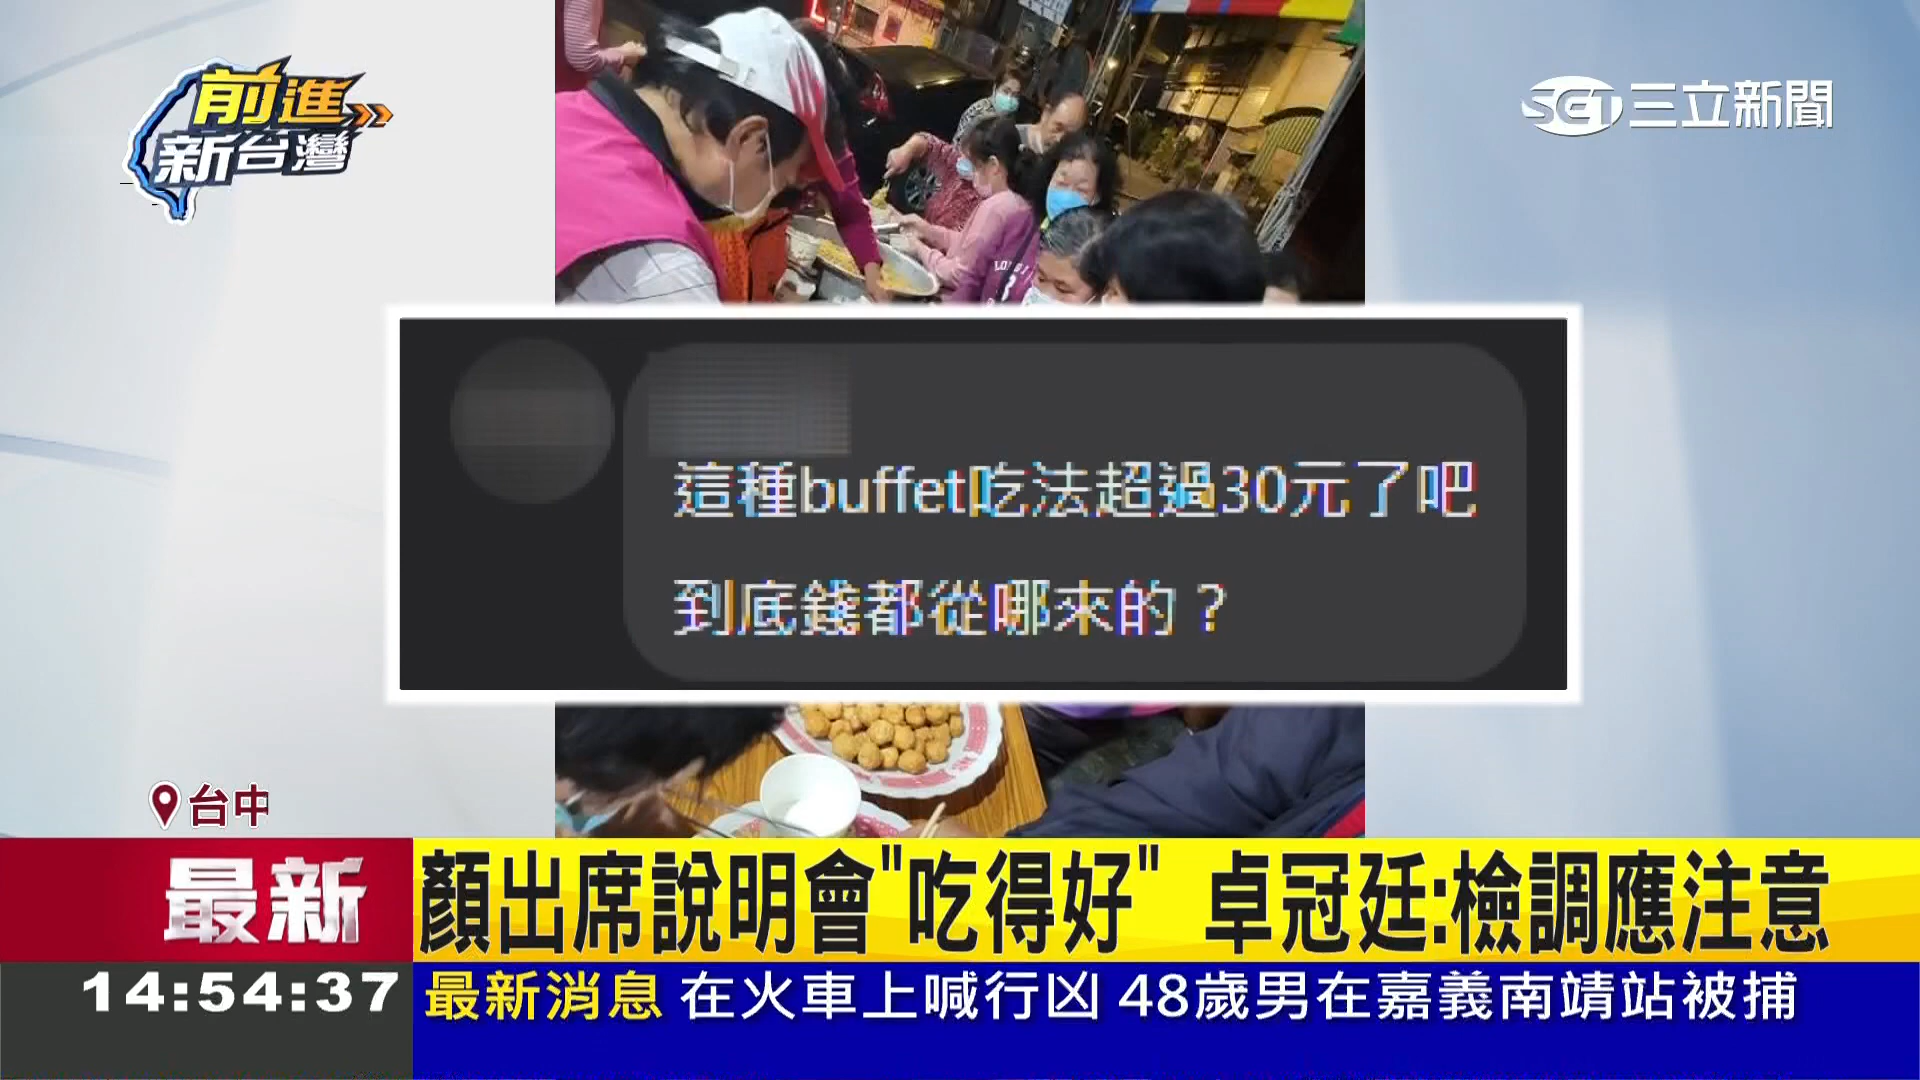 前進
新台灣
SET三立新聞
這種buffet吃法超過30元了吧
到底錢都從哪來的？
台中
最新
顏出席說明會"吃得好" 卓冠廷:檢調應注意
14:54:37
最新消息 在火車上喊行凶 48歲男在嘉義南靖站被捕